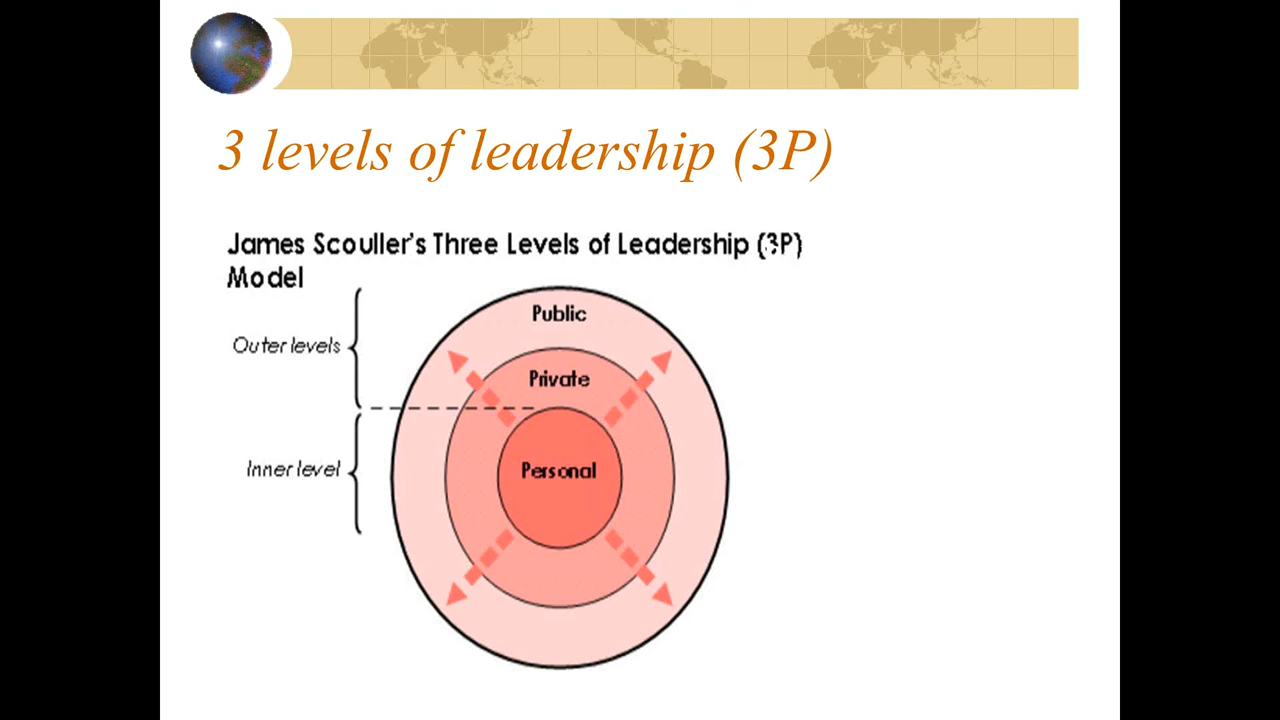 3 levels of leadership (3P)
James Scouller's Three Levels of Leadership (3P)
Model
Public
Outer levels
Private
Inner level
Personal